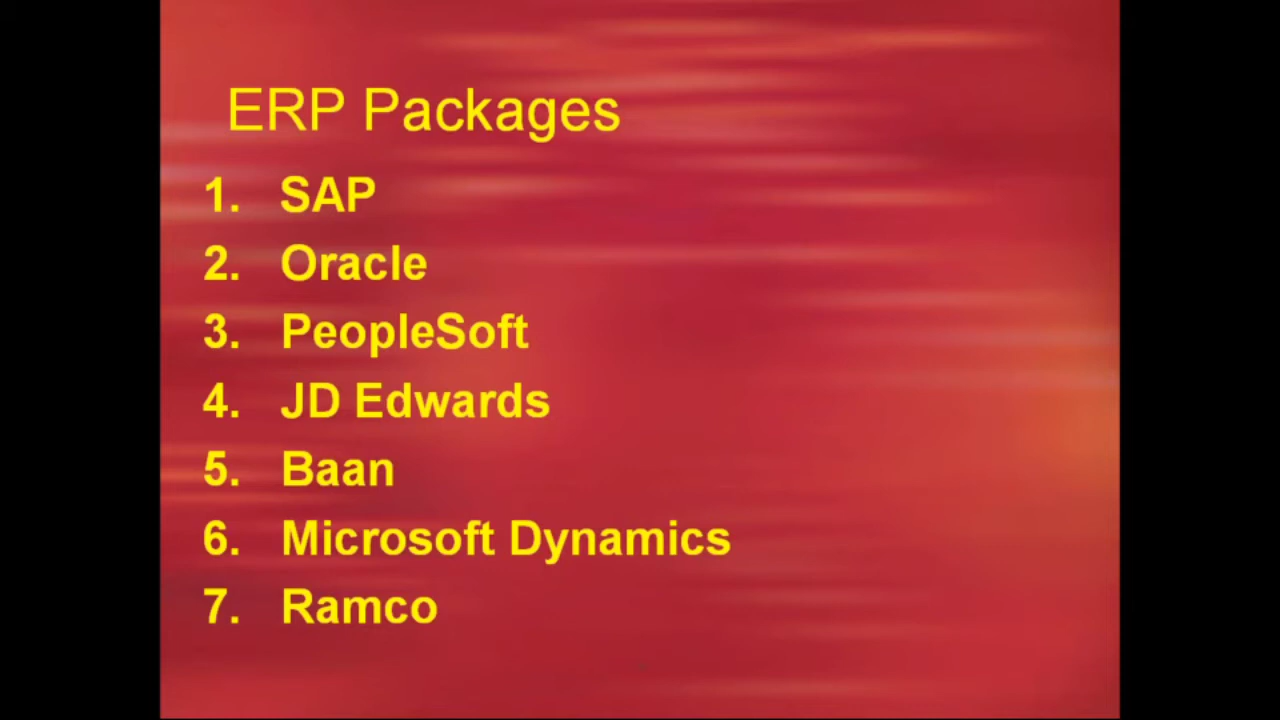 ERP Packages
1. SAP
2. Oracle
3. PeopleSoft
4. JD Edwards
5. Baan
6. Microsoft Dynamics
7. Ramco